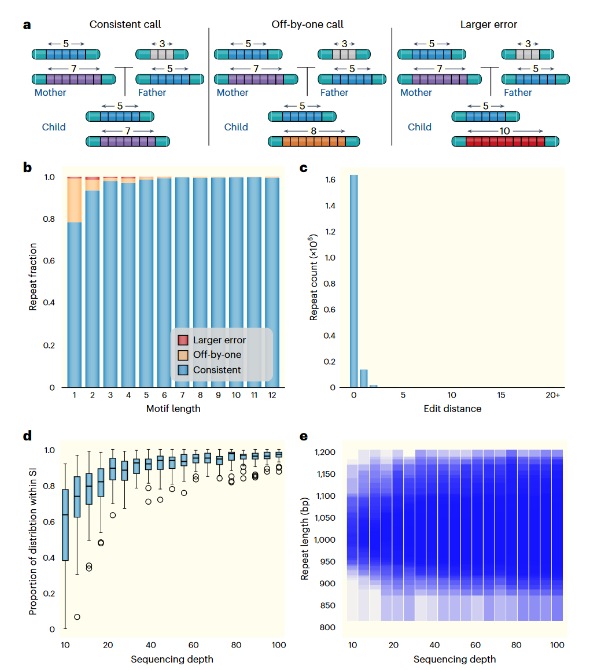 a
Consistent call
Off-by-one call
Larger error
5
3
5
3
5
3
7
5
7
5
7
5
Mother
Father
Mother
Father
Mother
Father
5
5
5
Child
Child
Child
7
8
10
b
1.0
0.8
0.6
0.4
0.2
0
Repeat fraction
Larger error
Off-by-one
Consistent
1 2 3 4 5 6 7 8 9 10 11 12
Motif length
c
1.6
1.4
1.2
1.0
0.8
0.6
0.4
0.2
0
Repeat count (×10⁵)
0 5 10 15 20+
Edit distance
d
1.0
0.8
0.6
0.4
0.2
0
Proportion of distribtion within SI
10 20 40 60 80 100
Sequencing depth
e
1,200
1,150
1,100
1,050
1,000
950
900
850
800
Repeat length (bp)
10 20 40 60 80 100
Sequencing depth